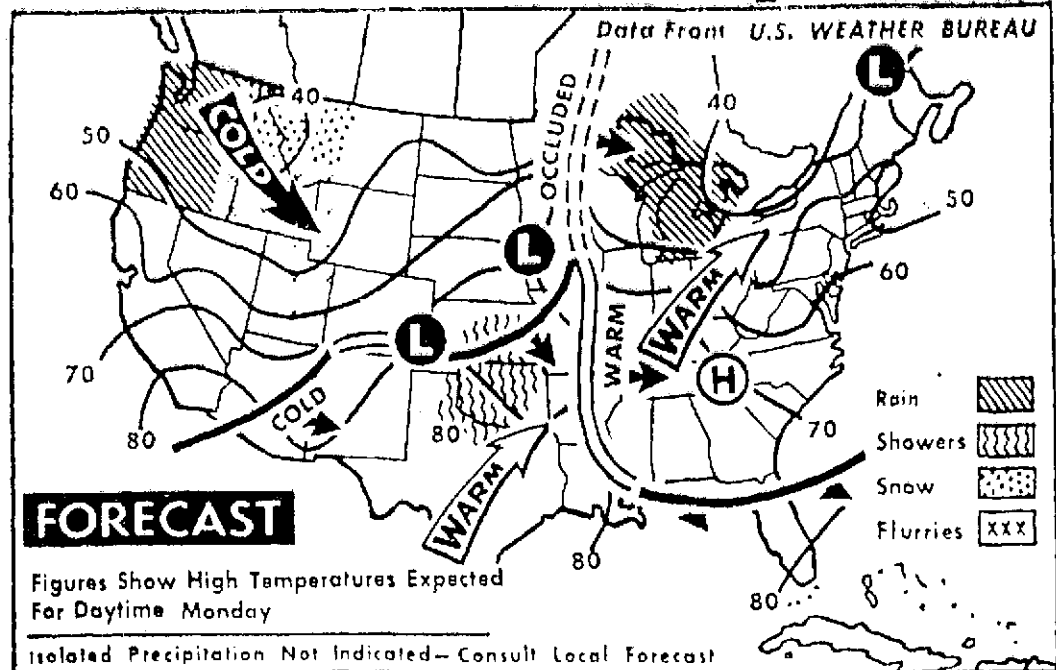 Data From U.S. WEATHER BUREAU
L
OCCLUDED
40
40
COLD
50
60
50
L
60
WARM
WARM
L
70
H
COLD
Rain
80
80
70
Showers
WARM
Snow
FORECAST
Flurries xxx
80
Figures Show High Temperatures Expected
For Daytime Monday
80
Isolated Precipitation Not Indicated—Consult Local Forecast